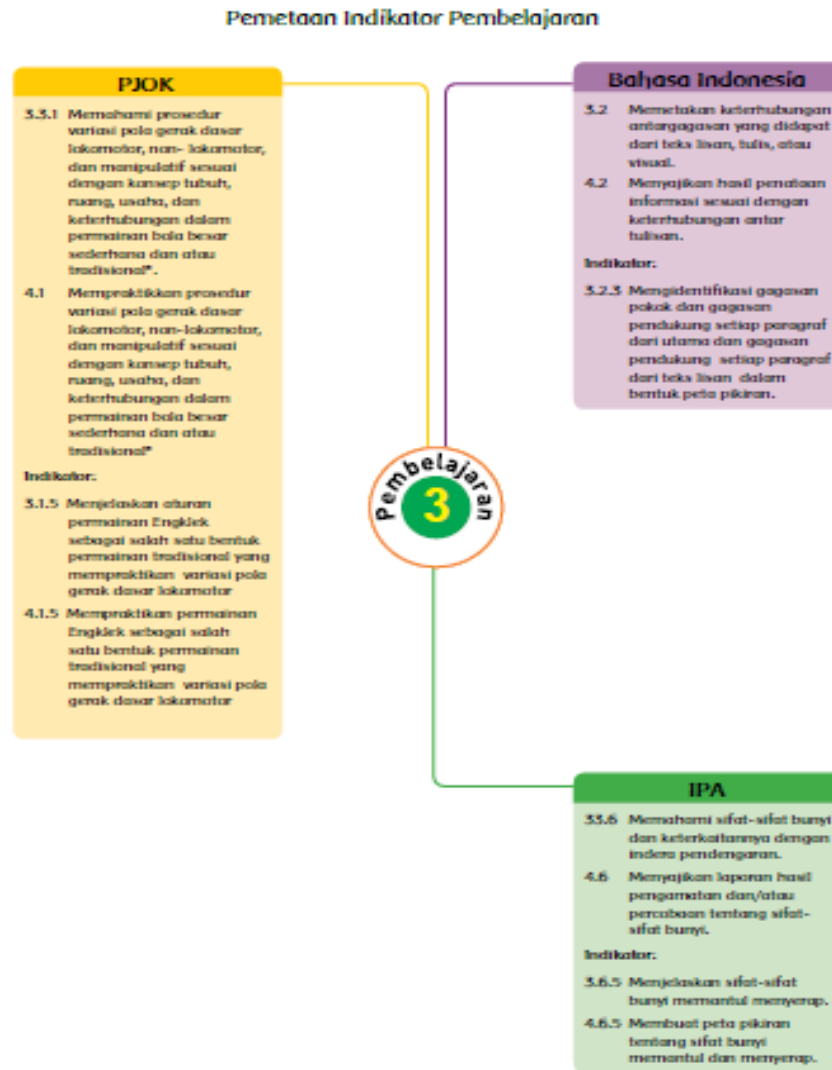 Pemetaan Indikator Pembelajaran
PJOK
3.3.1 Memahami prosedur
variasi pola gerak dasar
lokomotor, non- lokomotor,
dan manipulatif sesuai
dengan konsep tubuh,
ruang, usaha, dan
keterhubungan dalam
permainan bola besar
sederhana dan atau
tradisional*.
4.1 Mempraktikkan prosedur
variasi pola gerak dasar
lokomotor, non-lokomotor,
dan manipulatif sesuai
dengan konsep tubuh,
ruang, usaha, dan
keterhubungan dalam
permainan bola besar
sederhana dan atau
tradisional*
Indikator:
3.1.5 Menjelaskan aturan
permainan Engklek
sebagai salah satu bentuk
permainan tradisional yang
mempraktikan variasi pola
gerak dasar lokomotor
4.1.5 Mempraktikan permainan
Engklek sebagai salah
satu bentuk permainan
tradisional yang
mempraktikan variasi pola
gerak dasar lokomotor
Bahasa Indonesia
3.2 Memetakan keterhubungan
antargagasan yang didapat
dari teks lisan, tulis, atau
visual.
4.2 Menyajikan hasil penataan
informasi sesuai dengan
keterhubungan antar
tulisan.
Indikator:
3.2.3 Mengidentifikasi gagasan
pokok dan gagasan
pendukung setiap paragraf
dari utama dan gagasan
pendukung setiap paragraf
dari teks lisan dalam
bentuk peta pikiran.
Pembelajaran
3
IPA
33.6 Memahami sifat-sifat bunyi
dan keterkaitannya dengan
indera pendengaran.
4.6 Menyajikan laporan hasil
pengamatan dan/atau
percobaan tentang sifat-
sifat bunyi.
Indikator:
3.6.5 Menjelaskan sifat-sifat
bunyi memantul menyerap.
4.6.5 Membuat peta pikiran
tentang sifat bunyi
memantul dan menyerap.